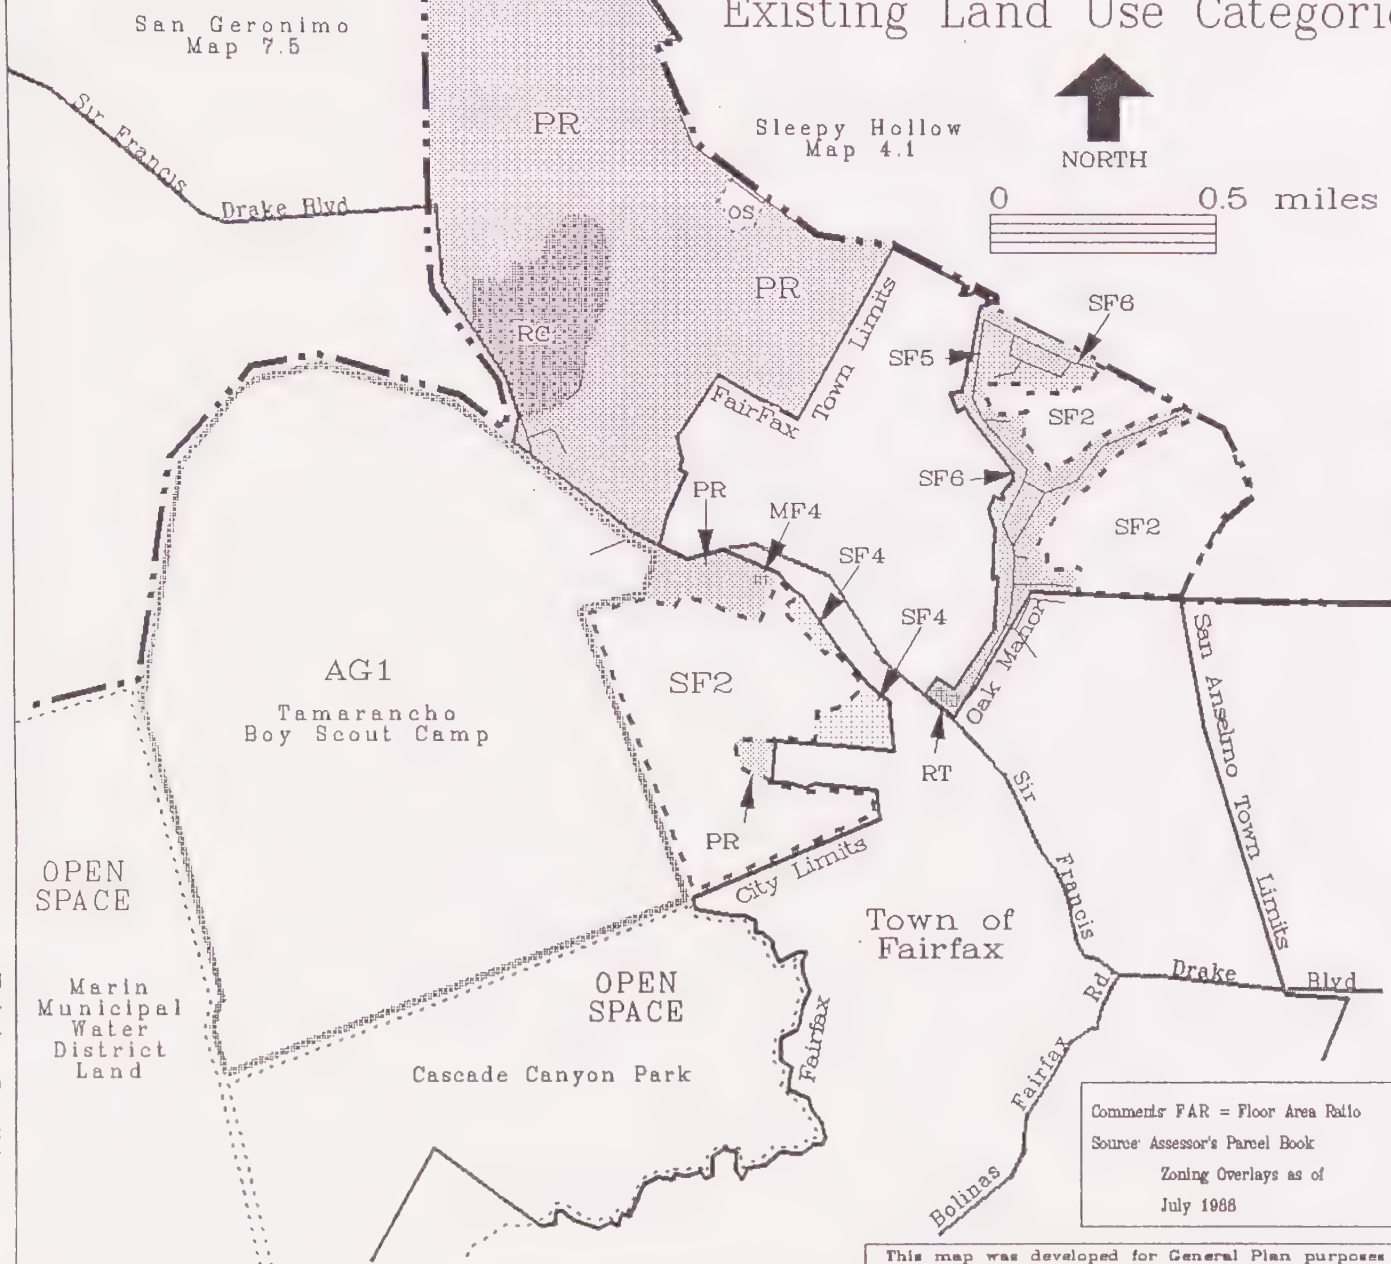 Existing Land Use Categori
San Geronimo
Map 7.5
Sir Francis
Drake Blvd
PR
Sleepy Hollow
Map 4.1
NORTH
0 0.5 miles
OS
PR
RC
FairFax Town Limits
SF5
SF6
SF2
SF6
SF2
PR
MF4
SF4
SF4
AG1
Tamarancho
Boy Scout Camp
SF2
Oak Manor
RT
PR
City Limits
San Anselmo Town Limits
Sir Francis
Drake Blvd
OPEN
SPACE
Marin
Municipal
Water
District
Land
OPEN
SPACE
Cascade Canyon Park
Fairfax
Town of
Fairfax
Bolinas Fairfax Rd
Comments FAR = Floor Area Ratio
Source: Assessor's Parcel Book
Zoning Overlays as of
July 1988
This map was developed for General Plan purposes